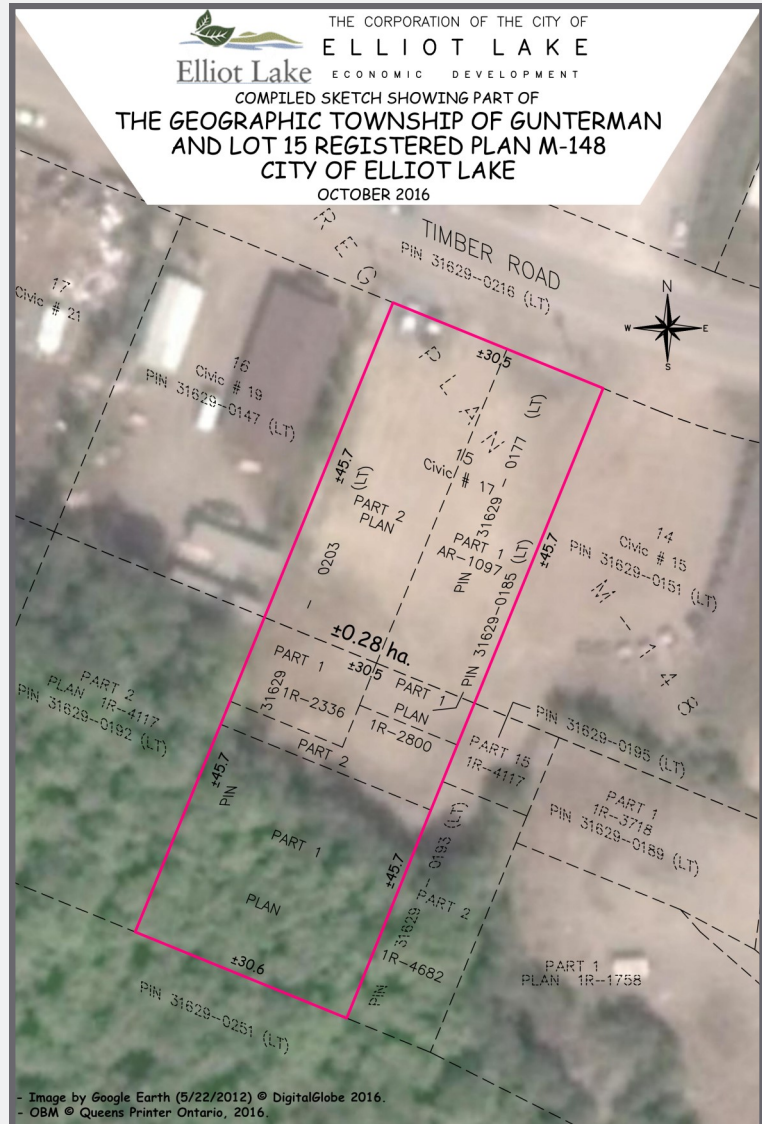 THE CORPORATION OF THE CITY OF
ELLIOT LAKE
Elliot Lake
ECONOMIC DEVELOPMENT
COMPILED SKETCH SHOWING PART OF
THE GEOGRAPHIC TOWNSHIP OF GUNTERMAN
AND LOT 15 REGISTERED PLAN M-148
CITY OF ELLIOT LAKE
OCTOBER 2016
REG
TIMBER ROAD
PIN 31629-0216 (LT)
N
W
E
S
17
Civic # 21
16
Civic # 19
PIN 31629-0147 (LT)
±30.5
PLAN
15
Civic # 17
±45.7
(LT)
PART 2
PLAN
0203 -
PART 1
AR-1097
PIN 31629 - 0177 (LT)
PIN 31629-0185 (LT)
±45.7
14
Civic # 15
PIN 31629-0151 (LT)
M-148
±0.28 ha.
±30.5
PART 1
1R-2336
31629
PART 1
PLAN
1R-2800
PART 2
PLAN 1R-4117
PIN 31629-0192 (LT)
PART 2
PIN 31629-0195 (LT)
PART 15
1R-4117
PART 1
1R-3718
PIN 31629-0189 (LT)
±45.7
PIN
PART 1
PLAN
±45.7
PIN 31629 - 0193 (LT)
PART 2
1R-4682
PART 1
PLAN 1R-1758
±30.6
PIN 31629-0251 (LT)
- Image by Google Earth (5/22/2012) © DigitalGlobe 2016.
- OBM © Queens Printer Ontario, 2016.